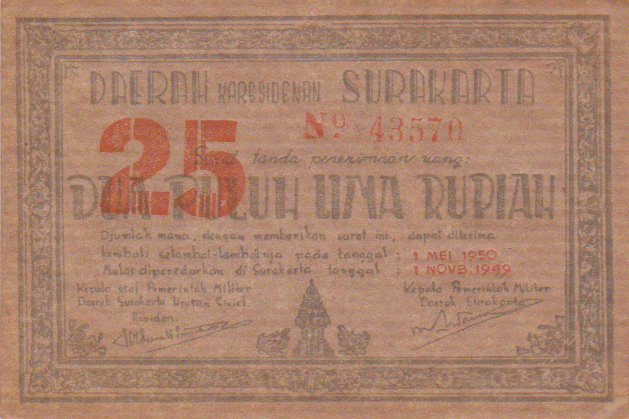 DAERAH KARESIDENAN SURAKARTA
No 43570
25
Surat tanda penerimaan uang:
DUA PULUH LIMA RUPIAH
Djumlah mana, dengan memberikan surat ini, dapat diterima
kembali selambat-lambatnja pada tanggal : 1 MEI 1950
Mulai diperedarkan di Surakarta tanggal : 1 NOVB. 1949
Kepala staf Pemerintah Militer
Daerah Surakarta Urusan Civiel
Residen.
Kepala Pemerintah Militer
Daerah Surakarta